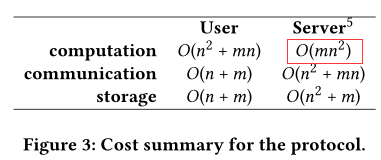 User Server⁵
computation O(n² + mn) O(mn²)
communication O(n + m) O(n² + mn)
storage O(n + m) O(n² + m)
Figure 3: Cost summary for the protocol.